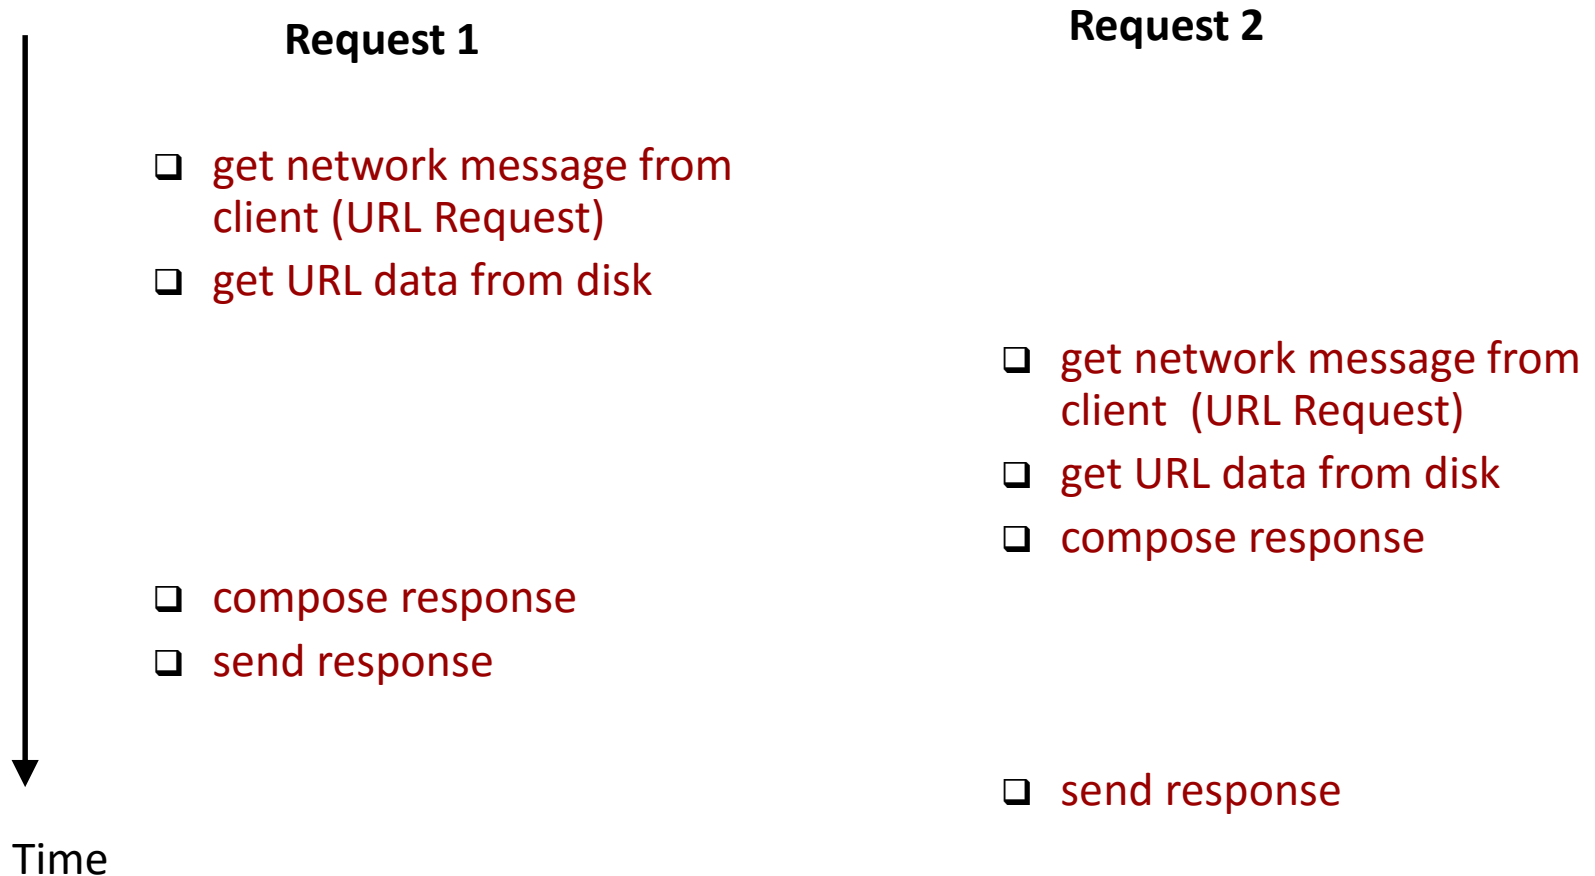 Request 1
Request 2
❑ get network message from
client (URL Request)
❑ get URL data from disk
❑ get network message from
client  (URL Request)
❑ get URL data from disk
❑ compose response
❑ compose response
❑ send response
❑ send response
Time